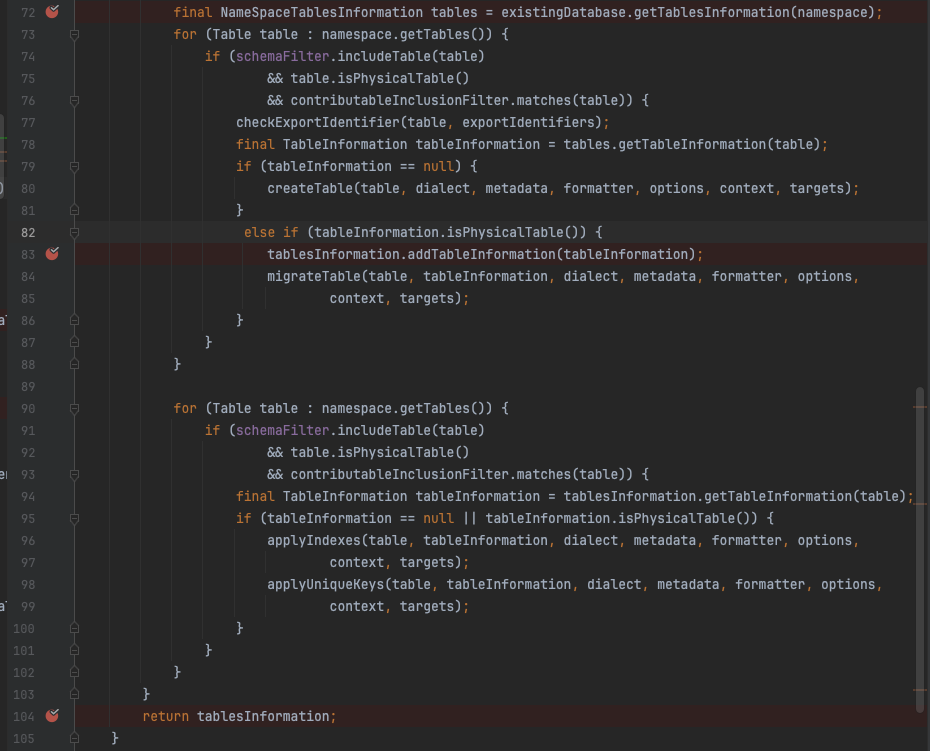 72 final NameSpaceTablesInformation tables = existingDatabase.getTablesInformation(namespace);
73 for (Table table : namespace.getTables()) {
74 if (schemaFilter.includeTable(table)
75 && table.isPhysicalTable()
76 && contributableInclusionFilter.matches(table)) {
77 checkExportIdentifier(table, exportIdentifiers);
78 final TableInformation tableInformation = tables.getTableInformation(table);
79 if (tableInformation == null) {
80 createTable(table, dialect, metadata, formatter, options, context, targets);
81 }
82 else if (tableInformation.isPhysicalTable()) {
83 tablesInformation.addTableInformation(tableInformation);
84 migrateTable(table, tableInformation, dialect, metadata, formatter, options,
85 context, targets);
86 }
87 }
88 }
89
90 for (Table table : namespace.getTables()) {
91 if (schemaFilter.includeTable(table)
92 && table.isPhysicalTable()
93 && contributableInclusionFilter.matches(table)) {
94 final TableInformation tableInformation = tablesInformation.getTableInformation(table);
95 if (tableInformation == null || tableInformation.isPhysicalTable()) {
96 applyIndexes(table, tableInformation, dialect, metadata, formatter, options,
97 context, targets);
98 applyUniqueKeys(table, tableInformation, dialect, metadata, formatter, options,
99 context, targets);
100 }
101 }
102 }
103 }
104 return tablesInformation;
105 }